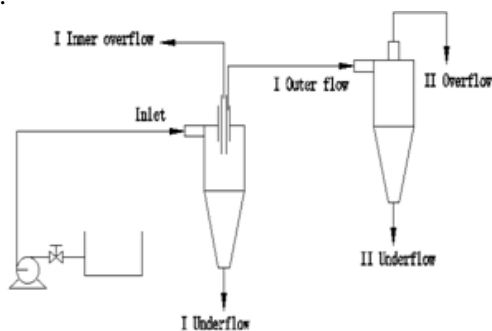 I Inner overflow
I Outer flow
II Overflow
Inlet
II Underflow
I Underflow